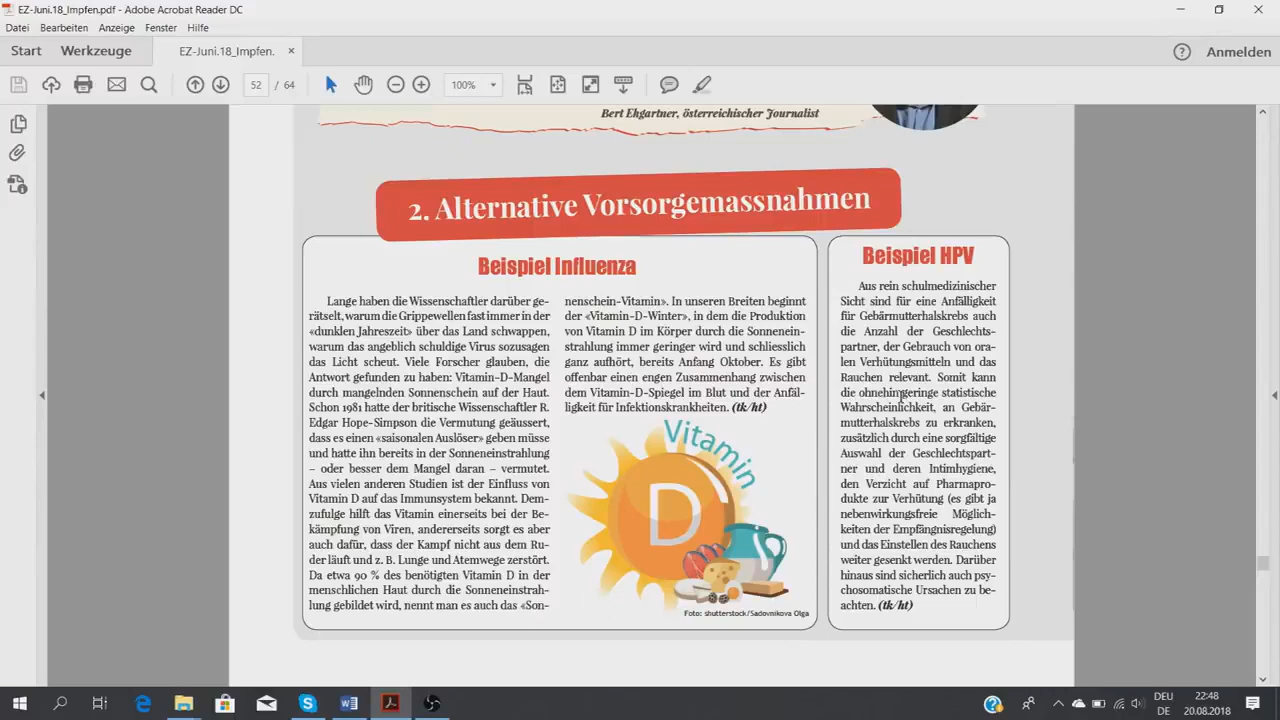 EZ-Juni.18_Impfen.pdf - Adobe Acrobat Reader DC
Datei Bearbeiten Anzeige Fenster Hilfe
Start Werkzeuge EZ-Juni.18_Impfen. × Anmelden
52 / 64 100%
Bert Ehgartner, österreichischer Journalist
2. Alternative Vorsorgemassnahmen
Beispiel Influenza
Lange haben die Wissenschaftler darüber ge-
rätselt, warum die Grippewellen fast immer in der
«dunklen Jahreszeit» über das Land schwappen,
warum das angeblich schuldige Virus sozusagen
das Licht scheut. Viele Forscher glauben, die
Antwort gefunden zu haben: Vitamin-D-Mangel
durch mangelnden Sonnenschein auf der Haut.
Schon 1981 hatte der britische Wissenschaftler R.
Edgar Hope-Simpson die Vermutung geäussert,
dass es einen «saisonalen Auslöser» geben müsse
und hatte ihn bereits in der Sonneneinstrahlung
– oder besser dem Mangel daran – vermutet.
Aus vielen anderen Studien ist der Einfluss von
Vitamin D auf das Immunsystem bekannt. Dem-
zufolge hilft das Vitamin einerseits bei der Be-
kämpfung von Viren, andererseits sorgt es aber
auch dafür, dass der Kampf nicht aus dem Ru-
der läuft und z. B. Lunge und Atemwege zerstört.
Da etwa 90 % des benötigten Vitamin D in der
menschlichen Haut durch die Sonneneinstrah-
lung gebildet wird, nennt man es auch das «Son-
nenschein-Vitamin». In unseren Breiten beginnt
der «Vitamin-D-Winter», in dem die Produktion
von Vitamin D im Körper durch die Sonnenein-
strahlung immer geringer wird und schliesslich
ganz aufhört, bereits Anfang Oktober. Es gibt
offenbar einen engen Zusammenhang zwischen
dem Vitamin-D-Spiegel im Blut und der Anfäl-
ligkeit für Infektionskrankheiten. (tk/ht)
Vitamin
D
Foto: shutterstock/Sadovnikova Olga
Beispiel HPV
Aus rein schulmedizinischer
Sicht sind für eine Anfälligkeit
für Gebärmutterhalskrebs auch
die Anzahl der Geschlechts-
partner, der Gebrauch von ora-
len Verhütungsmitteln und das
Rauchen relevant. Somit kann
die ohnehin geringe statistische
Wahrscheinlichkeit, an Gebär-
mutterhalskrebs zu erkranken,
zusätzlich durch eine sorgfältige
Auswahl der Geschlechtspart-
ner und deren Intimhygiene,
den Verzicht auf Pharmapro-
dukte zur Verhütung (es gibt ja
nebenwirkungsfreie Möglich-
keiten der Empfängnisregelung)
und das Einstellen des Rauchens
weiter gesenkt werden. Darüber
hinaus sind sicherlich auch psy-
chosomatische Ursachen zu be-
achten. (tk/ht)
DEU 22:48
DE 20.08.2018